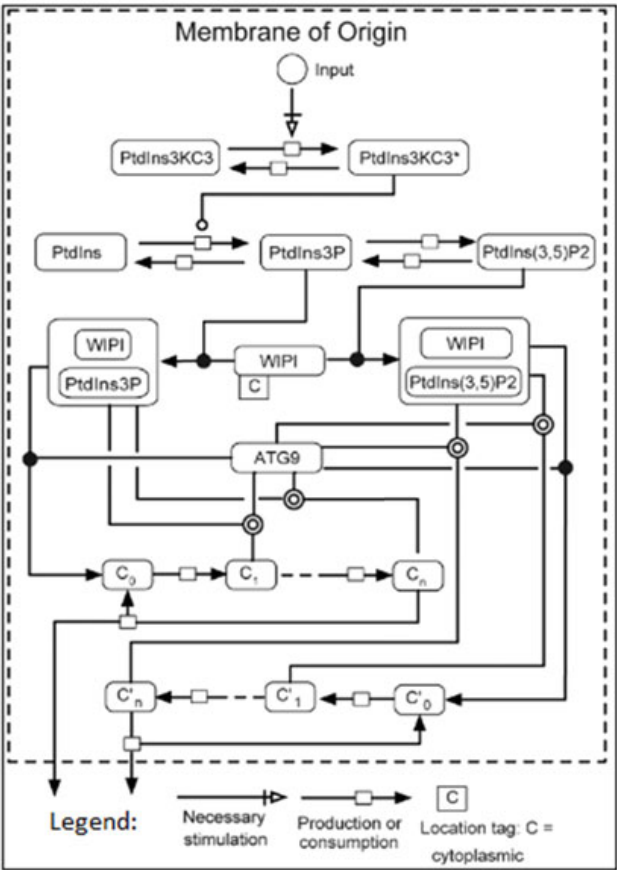 Membrane of Origin
Input
PtdIns3KC3
PtdIns3KC3*
PtdIns
PtdIns3P
PtdIns(3,5)P2
WIPI
PtdIns3P
WIPI
C
WIPI
PtdIns(3,5)P2
ATG9
C0
C1
Cn
C'n
C'1
C'0
Legend:
Necessary
stimulation
Production or
consumption
C
Location tag: C =
cytoplasmic